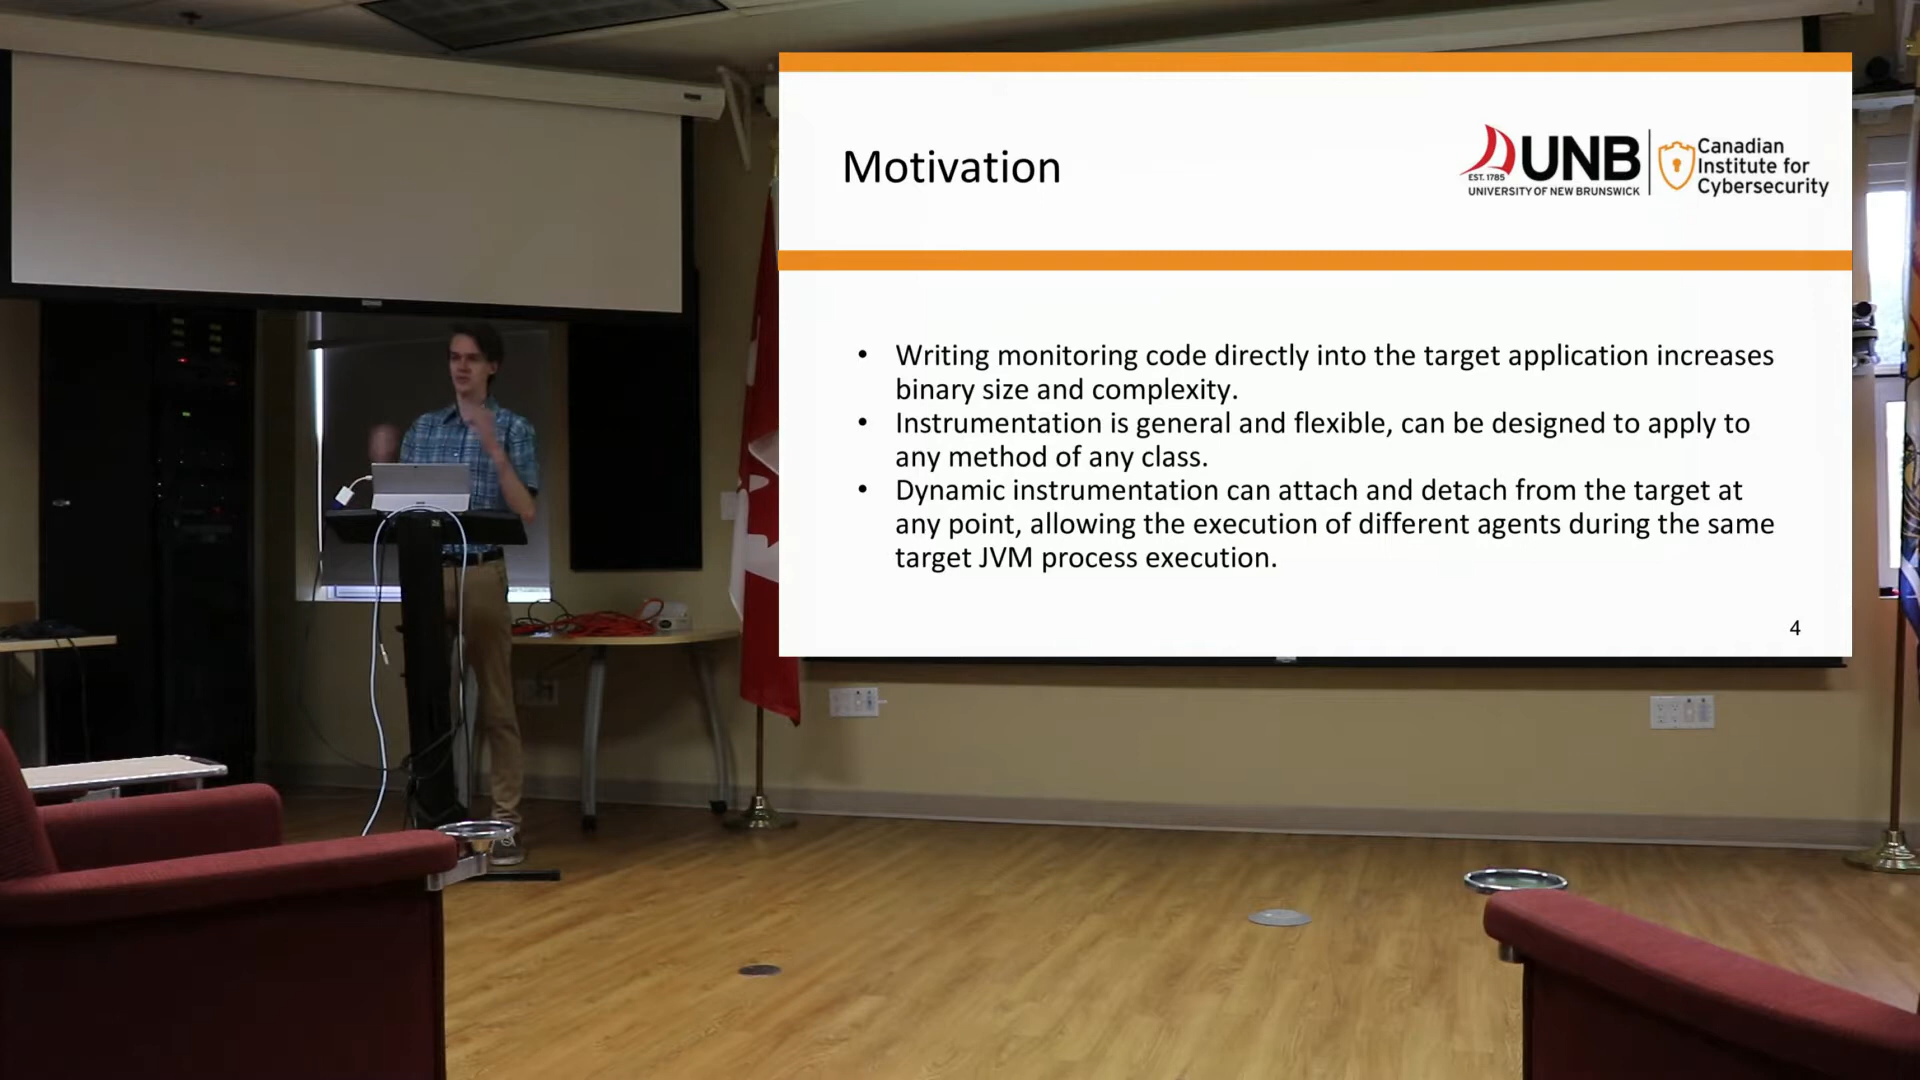 Motivation
EST. 1785
UNB
UNIVERSITY OF NEW BRUNSWICK
Canadian
Institute for
Cybersecurity
• Writing monitoring code directly into the target application increases
binary size and complexity.
• Instrumentation is general and flexible, can be designed to apply to
any method of any class.
• Dynamic instrumentation can attach and detach from the target at
any point, allowing the execution of different agents during the same
target JVM process execution.
4